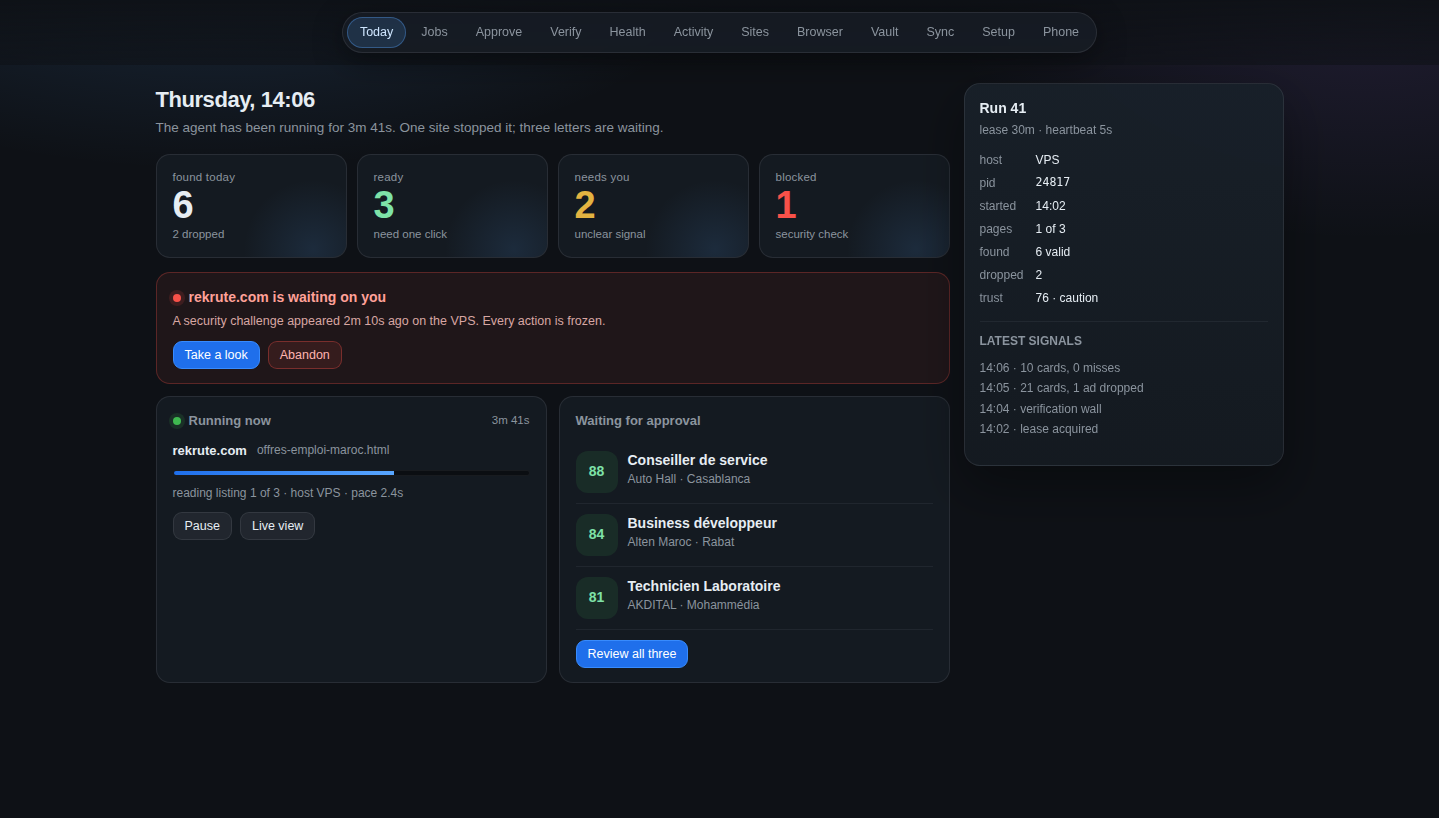 Today Jobs Approve Verify Health Activity Sites Browser Vault Sync Setup Phone
Thursday, 14:06
The agent has been running for 3m 41s. One site stopped it; three letters are waiting.
found today
6
2 dropped
ready
3
need one click
needs you
2
unclear signal
blocked
1
security check
rekrute.com is waiting on you
A security challenge appeared 2m 10s ago on the VPS. Every action is frozen.
Take a look Abandon
Running now 3m 41s
rekrute.com offres-emploi-maroc.html
reading listing 1 of 3 · host VPS · pace 2.4s
Pause Live view
Waiting for approval
88
Conseiller de service
Auto Hall · Casablanca
84
Business développeur
Alten Maroc · Rabat
81
Technicien Laboratoire
AKDITAL · Mohammédia
Review all three
Run 41
lease 30m · heartbeat 5s
host VPS
pid 24817
started 14:02
pages 1 of 3
found 6 valid
dropped 2
trust 76 · caution
LATEST SIGNALS
14:06 · 10 cards, 0 misses
14:05 · 21 cards, 1 ad dropped
14:04 · verification wall
14:02 · lease acquired